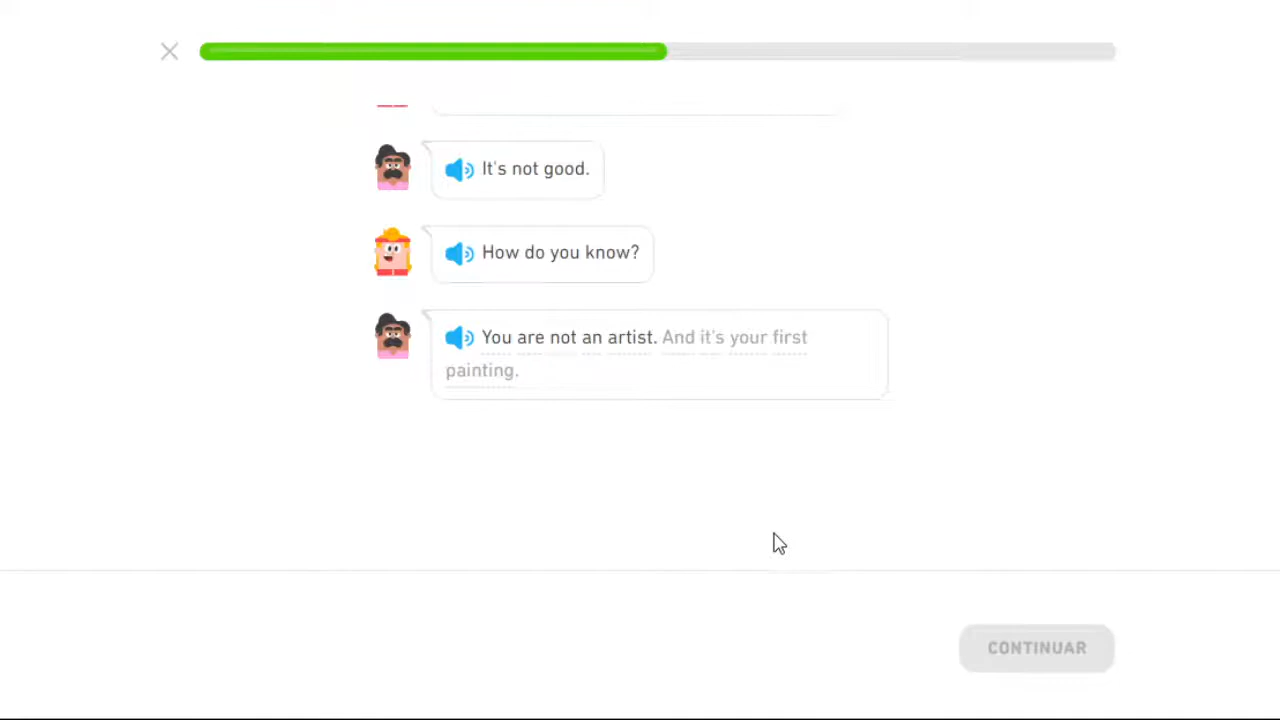 It's not good.
How do you know?
You are not an artist. And it's your first
painting.
CONTINUAR